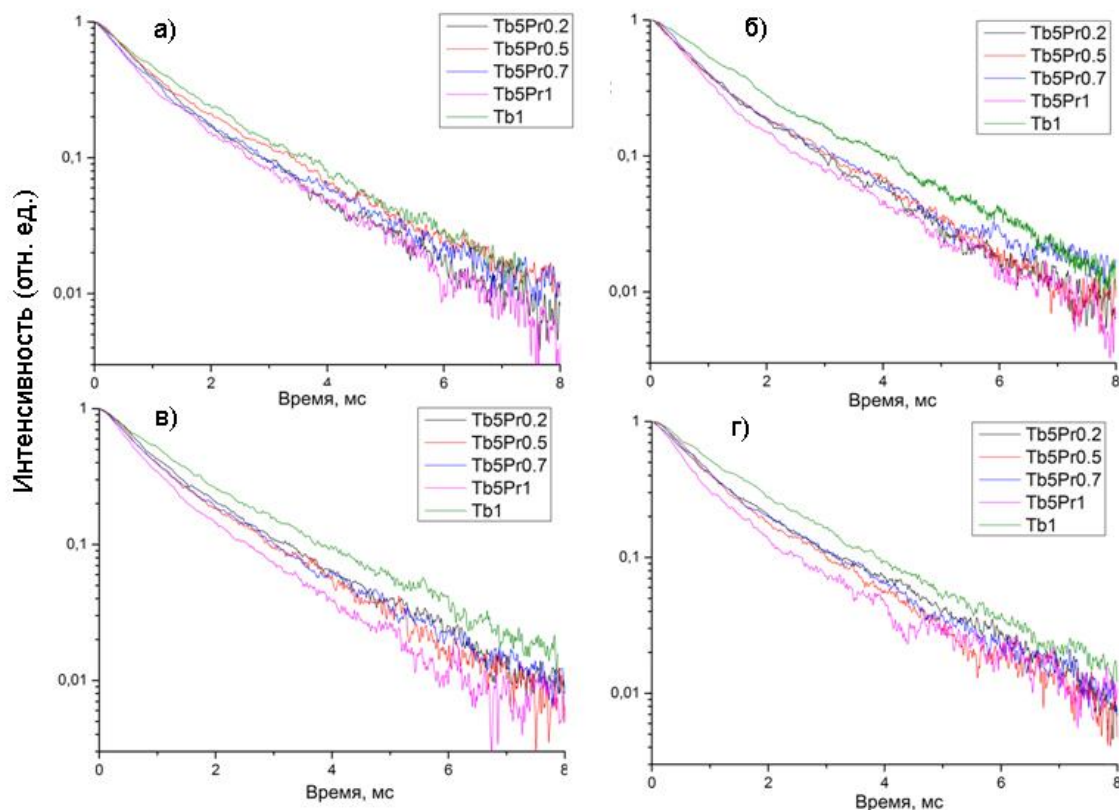 Интенсивность (отн. ед.)
а)
Tb5Pr0.2
Tb5Pr0.5
Tb5Pr0.7
Tb5Pr1
Tb1
1
0,1
0,01
0
2
4
6
8
Время, мс
б)
Tb5Pr0.2
Tb5Pr0.5
Tb5Pr0.7
Tb5Pr1
Tb1
1
0,1
0,01
0
2
4
6
8
Время, мс
в)
Tb5Pr0.2
Tb5Pr0.5
Tb5Pr0.7
Tb5Pr1
Tb1
1
0,1
0,01
0
2
4
6
8
Время, мс
г)
Tb5Pr0.2
Tb5Pr0.5
Tb5Pr0.7
Tb5Pr1
Tb1
1
0,1
0,01
0
2
4
6
8
Время, мс